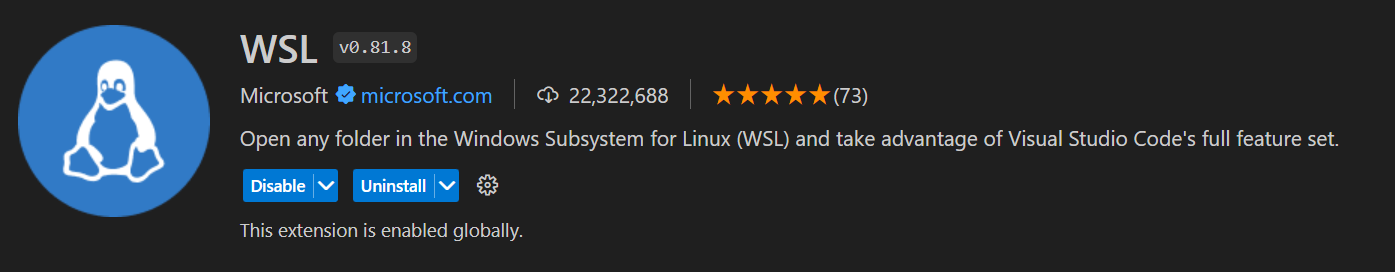 WSL v0.81.8
Microsoft microsoft.com 22,322,688 (73)
Open any folder in the Windows Subsystem for Linux (WSL) and take advantage of Visual Studio Code's full feature set.
Disable Uninstall
This extension is enabled globally.